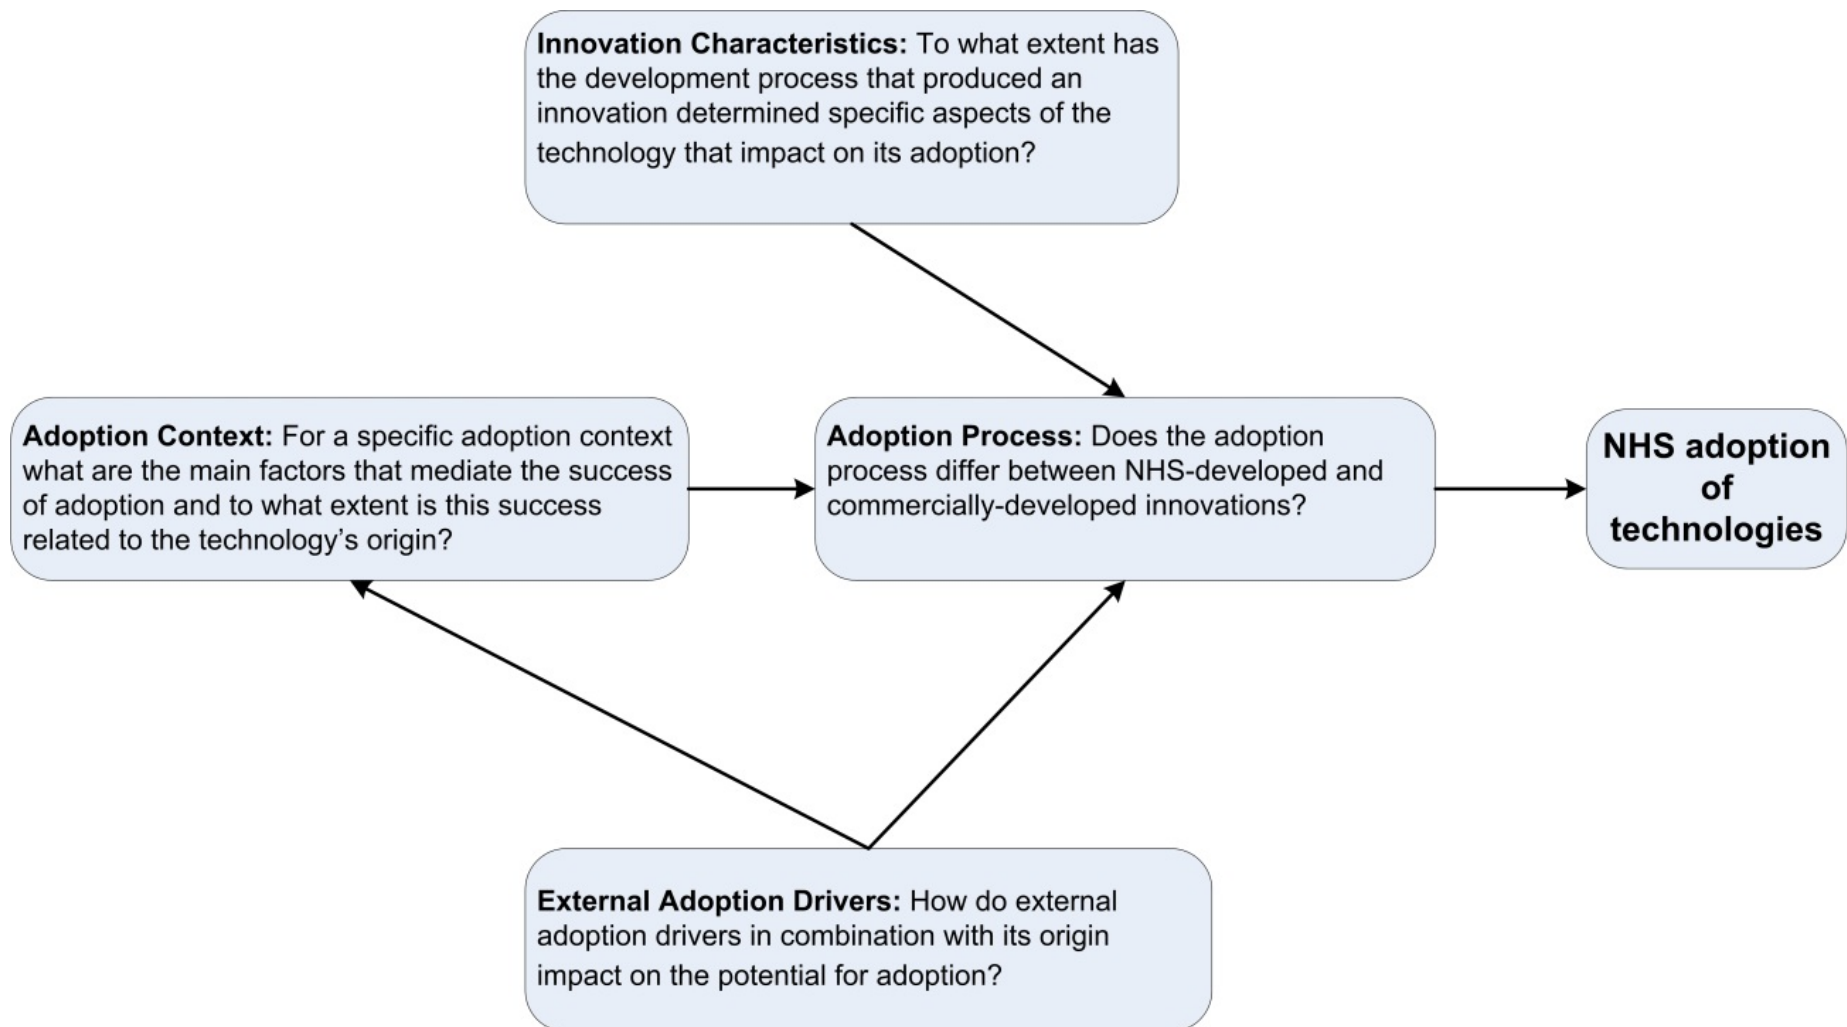 Innovation Characteristics: To what extent has
the development process that produced an
innovation determined specific aspects of the
technology that impact on its adoption?
Adoption Context: For a specific adoption context
what are the main factors that mediate the success
of adoption and to what extent is this success
related to the technology’s origin?
Adoption Process: Does the adoption
process differ between NHS-developed and
commercially-developed innovations?
NHS adoption
of
technologies
External Adoption Drivers: How do external
adoption drivers in combination with its origin
impact on the potential for adoption?